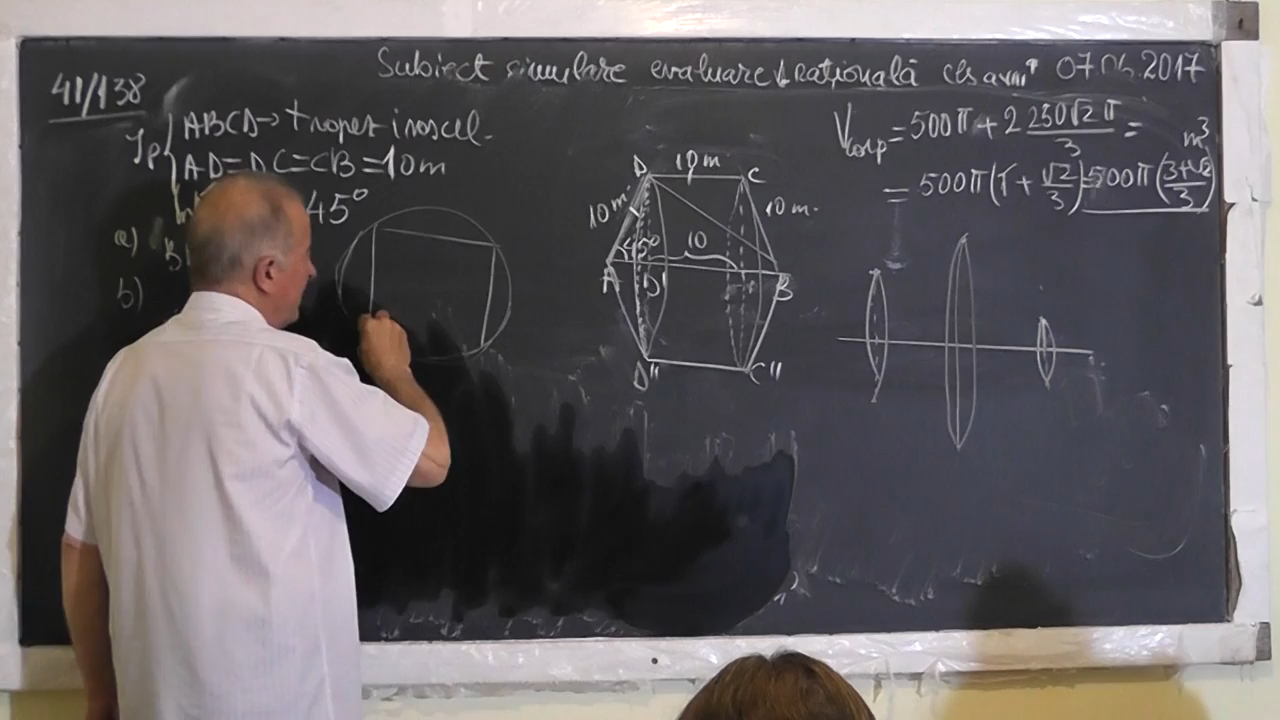 Subiect simulare evaluare națională cls a VIII^a 07.06.2017
41/138
Ip
ABCD → trapez isoscel.
AD = DC = CB = 10m
45°
a)
b)
D 10 m C
10 m
10 m.
45°
10
A D' B
D" C"
V corp = 500π + 2 250√2 π/3 =
m³
= 500π(1 + √2/3) = 500π(3+√2/3)